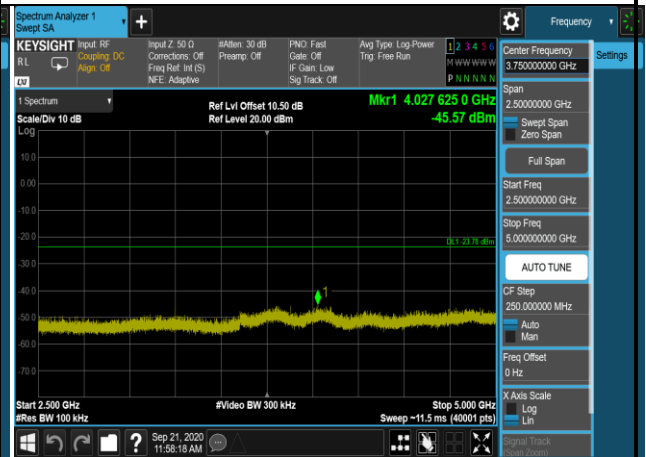 Spectrum Analyzer 1
Swept SA
Frequency
KEYSIGHT
RL
LXI
Input: RF
Coupling: DC
Align: Off
Input Z: 50 Ω
Corrections: Off
Freq Ref: Int (S)
NFE: Adaptive
#Atten: 30 dB
Preamp: Off
PNO: Fast
Gate: Off
IF Gain: Low
Sig Track: Off
Avg Type: Log-Power
Trig: Free Run
1 2 3 4 5 6
M W W W W W
P N N N N N
1 Spectrum
Scale/Div 10 dB
Log
Ref Lvl Offset 10.50 dB
Ref Level 20.00 dBm
Mkr1 4.027 625 0 GHz
-45.57 dBm
10.0
0.00
-10.0
-20.0
-30.0
-40.0
-50.0
-60.0
-70.0
1
Start 2.500 GHz
#Res BW 100 kHz
#Video BW 300 kHz
Stop 5.000 GHz
Sweep ~11.5 ms (40001 pts)
Sep 21, 2020
11:58:18 AM
Center Frequency
3.750000000 GHz
Settings
Span
2.50000000 GHz
Swept Span
Zero Span
Full Span
Start Freq
2.500000000 GHz
Stop Freq
5.000000000 GHz
AUTO TUNE
CF Step
250.000000 MHz
Auto
Man
Freq Offset
0 Hz
X Axis Scale
Log
Lin
Signal Track
(Span Zoom)